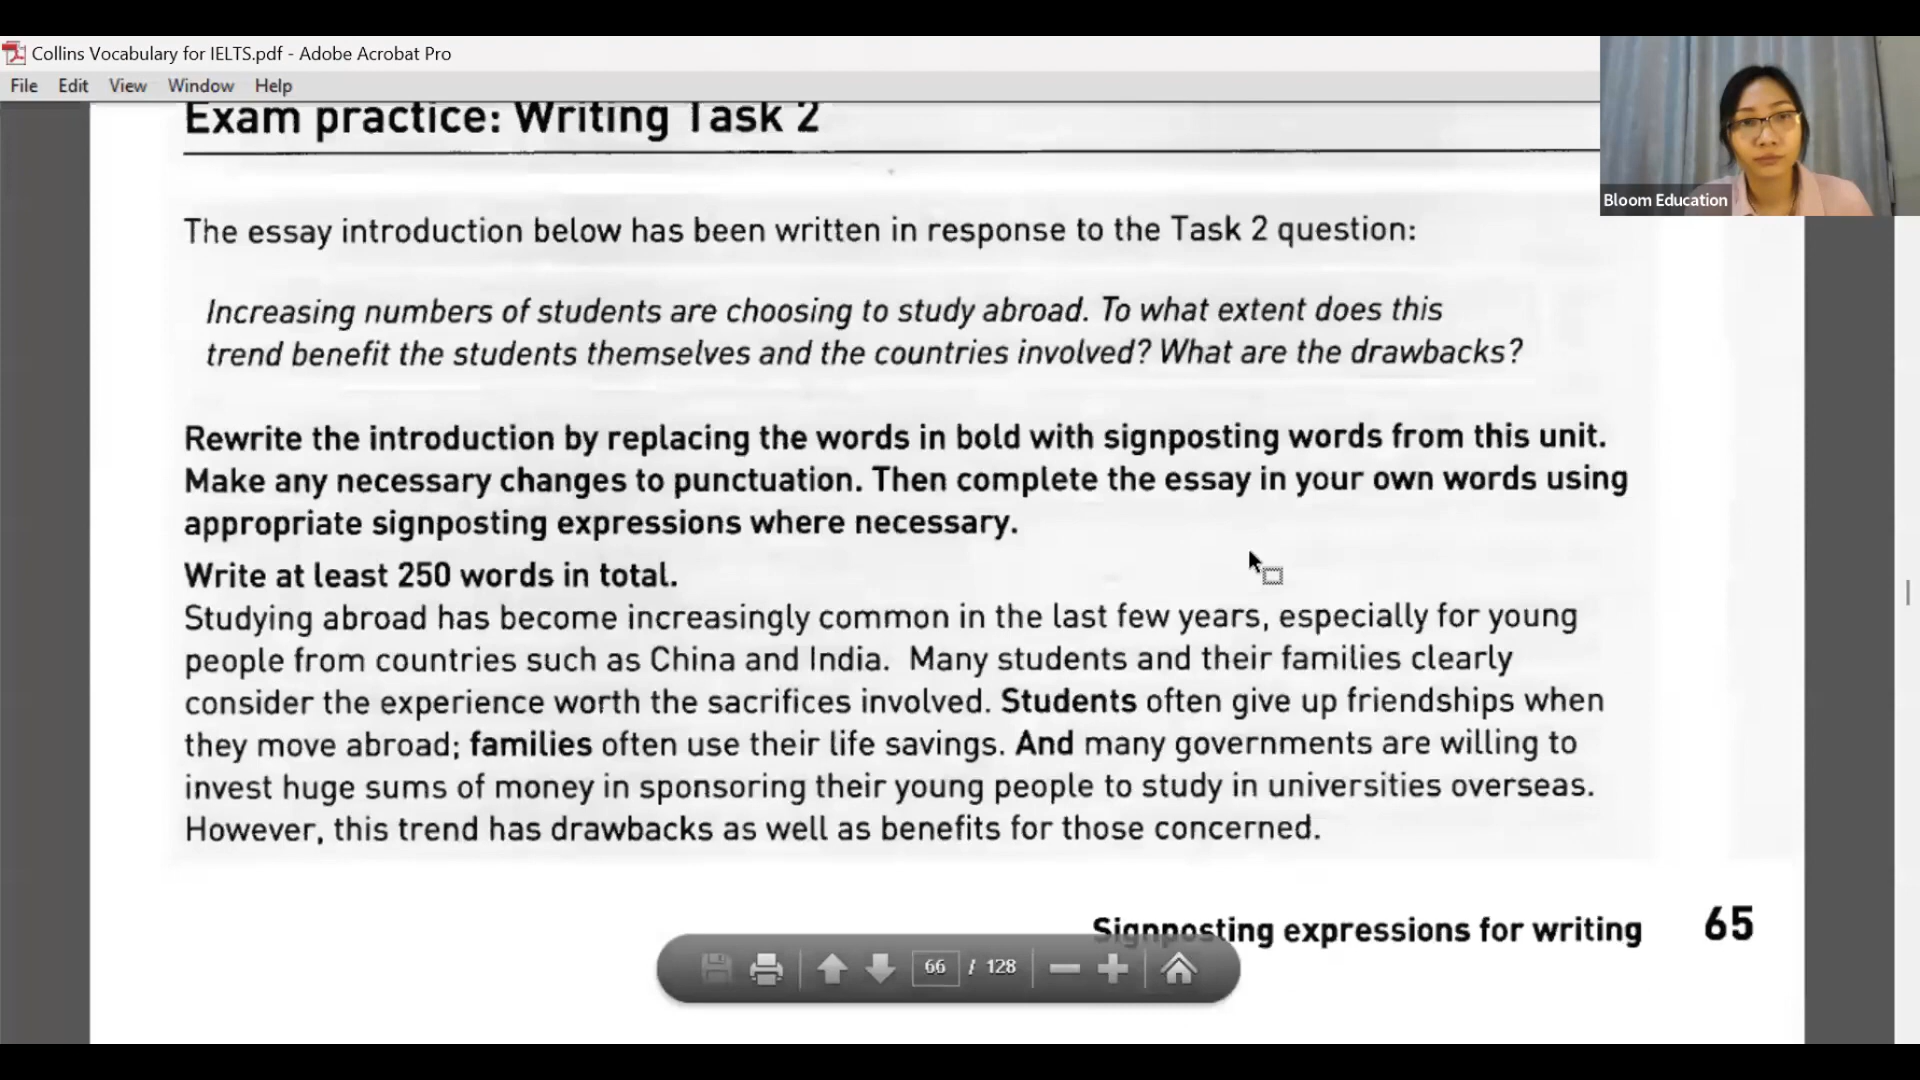 Collins Vocabulary for IELTS.pdf - Adobe Acrobat Pro
File Edit View Window Help
Exam practice: Writing Task 2
Bloom Education
The essay introduction below has been written in response to the Task 2 question:
Increasing numbers of students are choosing to study abroad. To what extent does this
trend benefit the students themselves and the countries involved? What are the drawbacks?
Rewrite the introduction by replacing the words in bold with signposting words from this unit.
Make any necessary changes to punctuation. Then complete the essay in your own words using
appropriate signposting expressions where necessary.
Write at least 250 words in total.
Studying abroad has become increasingly common in the last few years, especially for young
people from countries such as China and India. Many students and their families clearly
consider the experience worth the sacrifices involved. Students often give up friendships when
they move abroad; families often use their life savings. And many governments are willing to
invest huge sums of money in sponsoring their young people to study in universities overseas.
However, this trend has drawbacks as well as benefits for those concerned.
Signposting expressions for writing 65
66 / 128